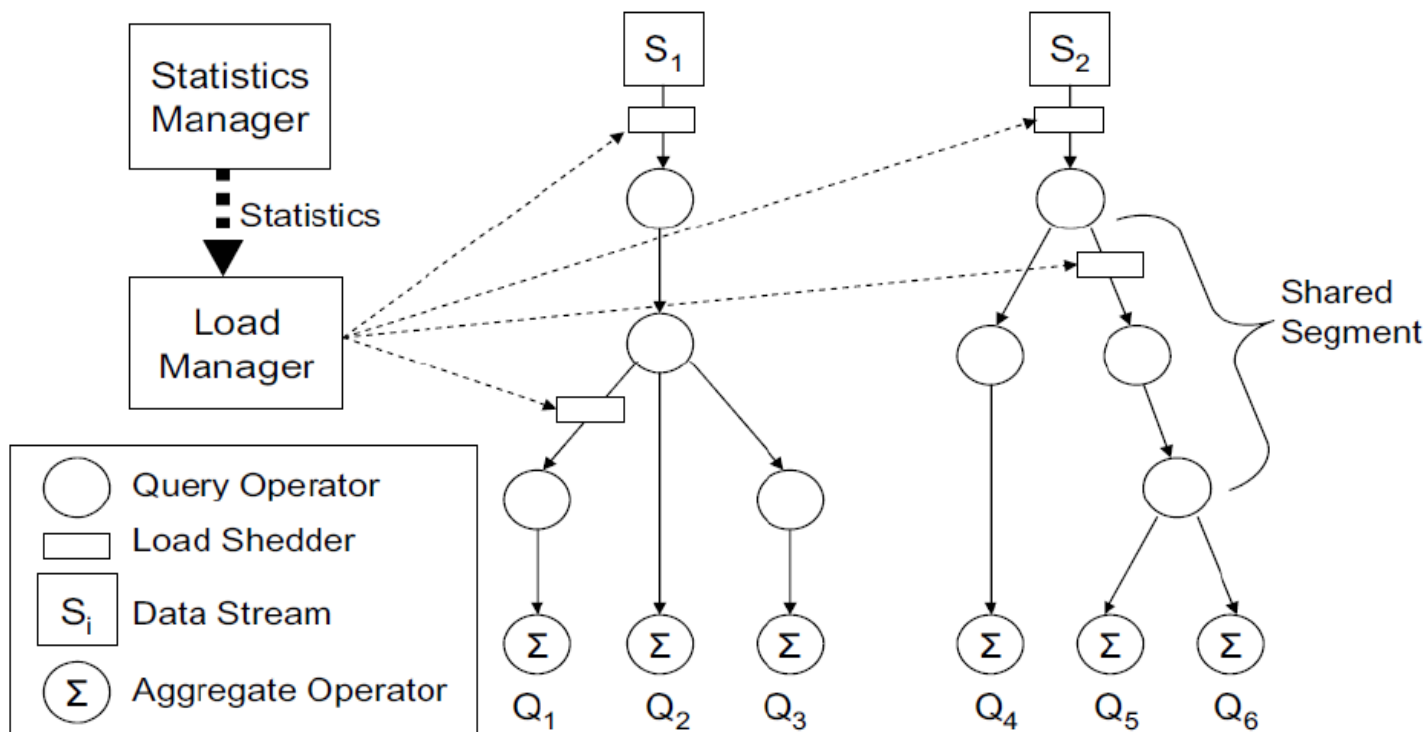 Statistics
Manager
Statistics
Load
Manager
S1
S2
Shared
Segment
Query Operator
Load Shedder
Si
Data Stream
Σ
Aggregate Operator
Σ
Σ
Σ
Σ
Σ
Σ
Q1
Q2
Q3
Q4
Q5
Q6